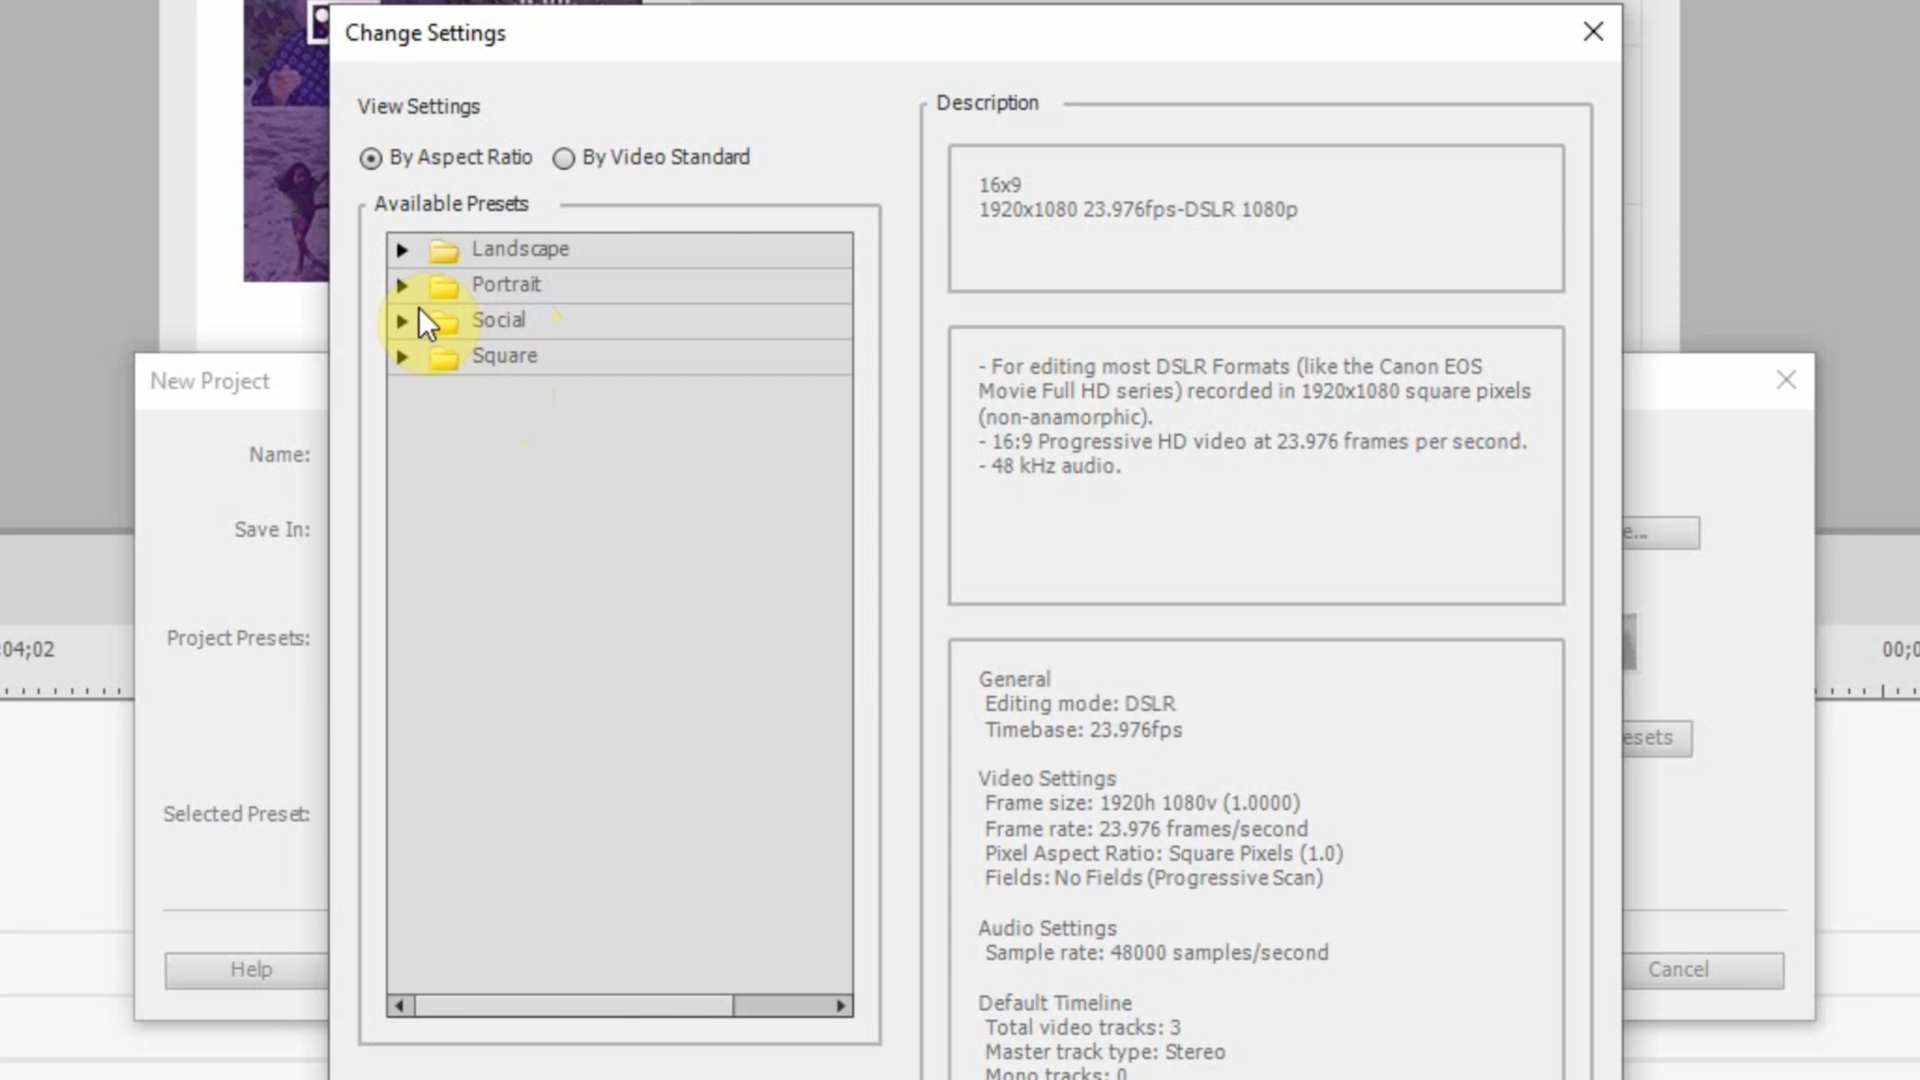 Change Settings
View Settings
By Aspect Ratio
By Video Standard
Available Presets
Landscape
Portrait
Social
Square
Description
16x9
1920x1080 23.976fps-DSLR 1080p
- For editing most DSLR Formats (like the Canon EOS
Movie Full HD series) recorded in 1920x1080 square pixels
(non-anamorphic).
- 16:9 Progressive HD video at 23.976 frames per second.
- 48 kHz audio.
General
Editing mode: DSLR
Timebase: 23.976fps
Video Settings
Frame size: 1920h 1080v (1.0000)
Frame rate: 23.976 frames/second
Pixel Aspect Ratio: Square Pixels (1.0)
Fields: No Fields (Progressive Scan)
Audio Settings
Sample rate: 48000 samples/second
Default Timeline
Total video tracks: 3
Master track type: Stereo
Mono tracks: 0
New Project
Name:
Save In:
e...
Project Presets:
esets
Selected Preset:
Help
Cancel
:04;02
00;0